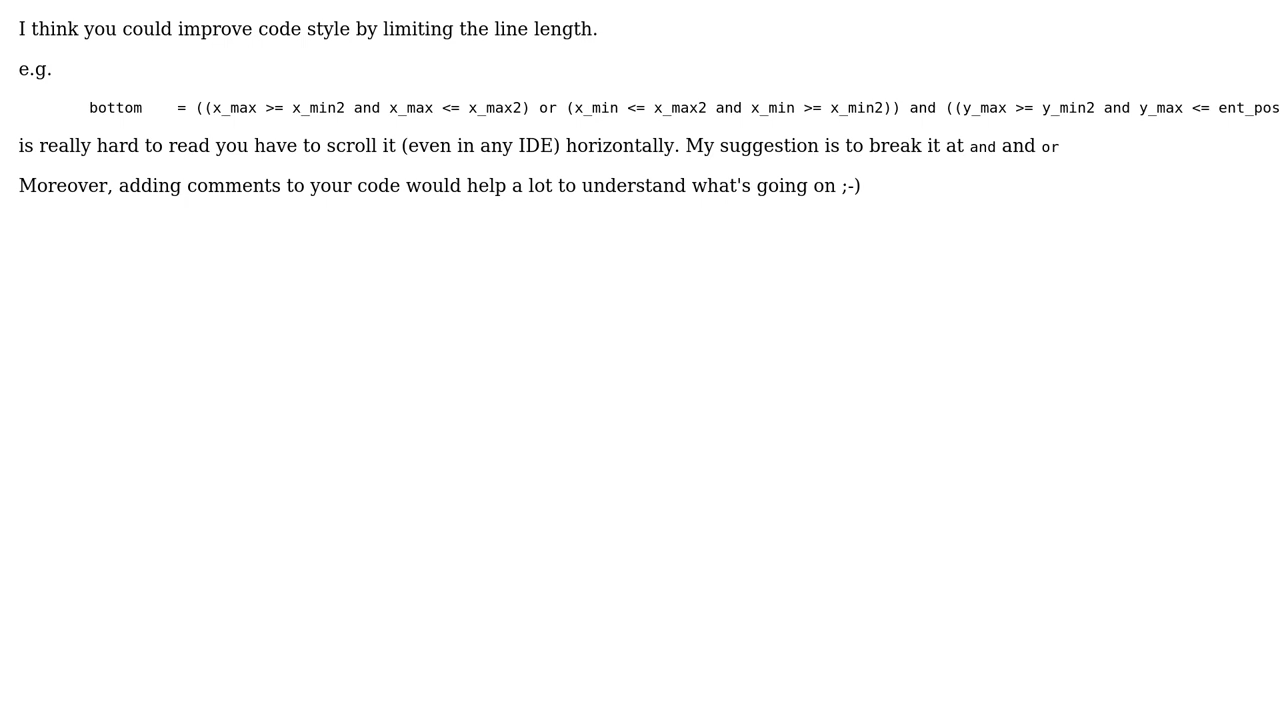 I think you could improve code style by limiting the line length.
e.g.
bottom    = ((x_max >= x_min2 and x_max <= x_max2) or (x_min <= x_max2 and x_min >= x_min2)) and ((y_max >= y_min2 and y_max <= ent_pos
is really hard to read you have to scroll it (even in any IDE) horizontally. My suggestion is to break it at and and or
Moreover, adding comments to your code would help a lot to understand what's going on ;-)